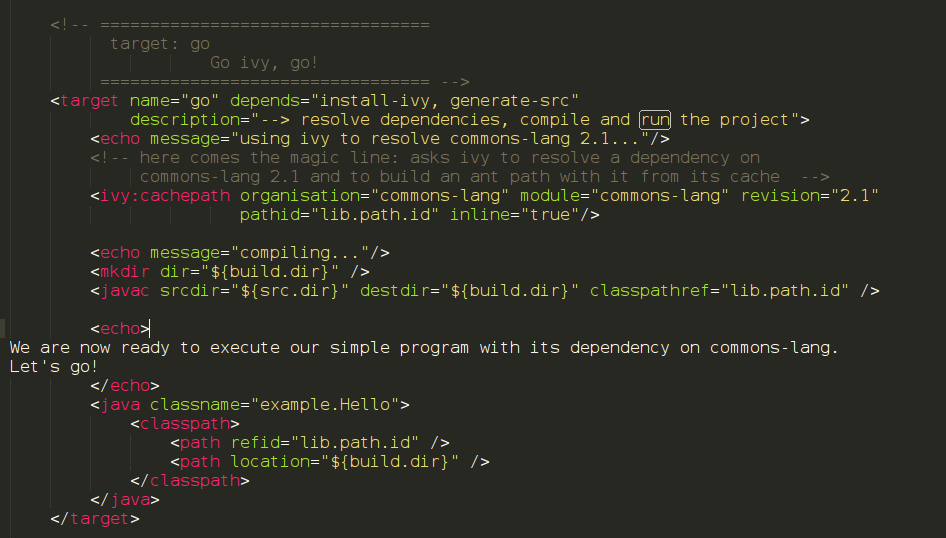 <!-- =================================
target: go
Go ivy, go!
================================= -->
<target name="go" depends="install-ivy, generate-src"
description="--> resolve dependencies, compile and run the project">
<echo message="using ivy to resolve commons-lang 2.1..."/>
<!-- here comes the magic line: asks ivy to resolve a dependency on
commons-lang 2.1 and to build an ant path with it from its cache  -->
<ivy:cachepath organisation="commons-lang" module="commons-lang" revision="2.1"
pathid="lib.path.id" inline="true"/>
<echo message="compiling..."/>
<mkdir dir="${build.dir}" />
<javac srcdir="${src.dir}" destdir="${build.dir}" classpathref="lib.path.id" />
<echo>
We are now ready to execute our simple program with its dependency on commons-lang.
Let's go!
</echo>
<java classname="example.Hello">
<classpath>
<path refid="lib.path.id" />
<path location="${build.dir}" />
</classpath>
</java>
</target>